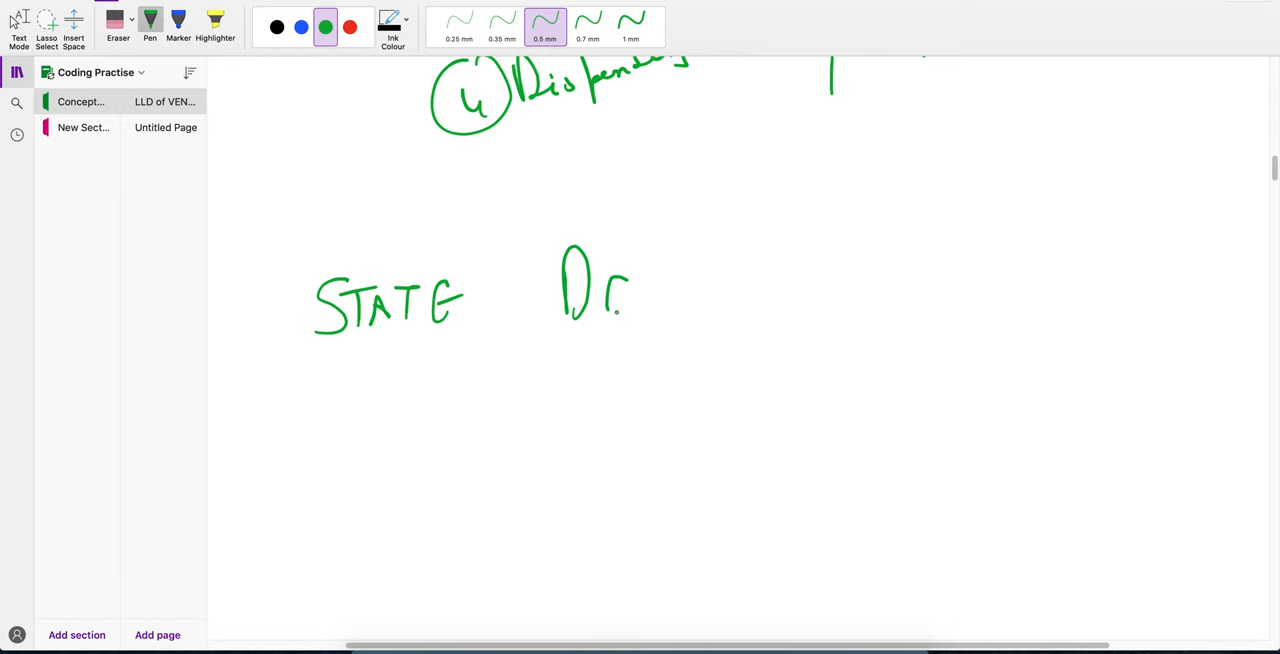 Text Mode
Lasso Select
Insert Space
Eraser
Pen
Marker
Highlighter
Ink Colour
0.25 mm
0.35 mm
0.5 mm
0.7 mm
1 mm
Coding Practise
Concept... LLD of VEN...
New Sect... Untitled Page
4
STATE D
Add section Add page